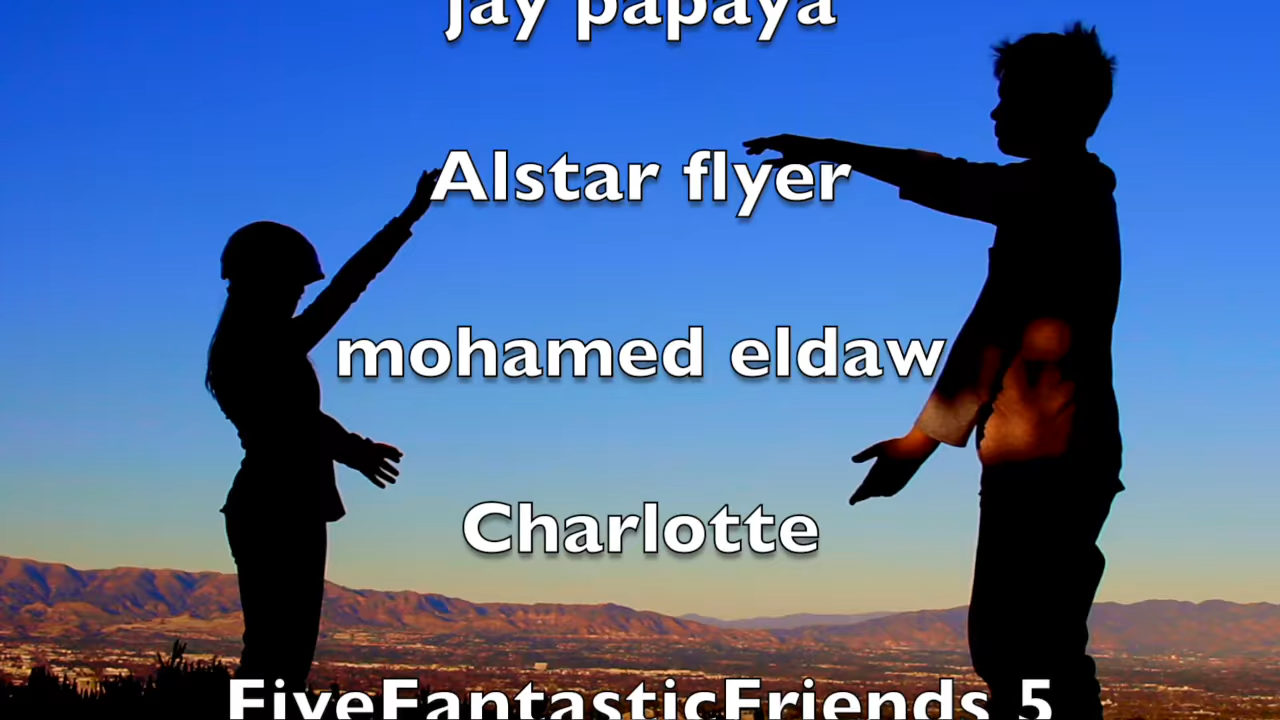 jay papaya
Alstar flyer
mohamed eldaw
Charlotte
FiveFantasticFriends 5